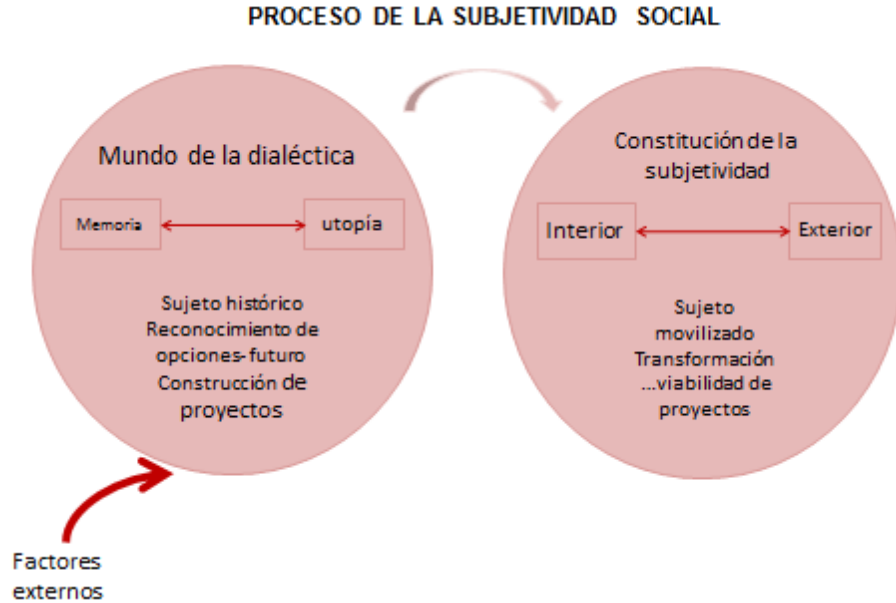 PROCESO DE LA SUBJETIVIDAD SOCIAL
Mundo de la dialéctica
Memoria
utopía
Sujeto histórico
Reconocimiento de
opciones-futuro
Construcción de
proyectos
Constitución de la
subjetividad
Interior
Exterior
Sujeto
movilizado
Transformación
...viabilidad de
proyectos
Factores
externos